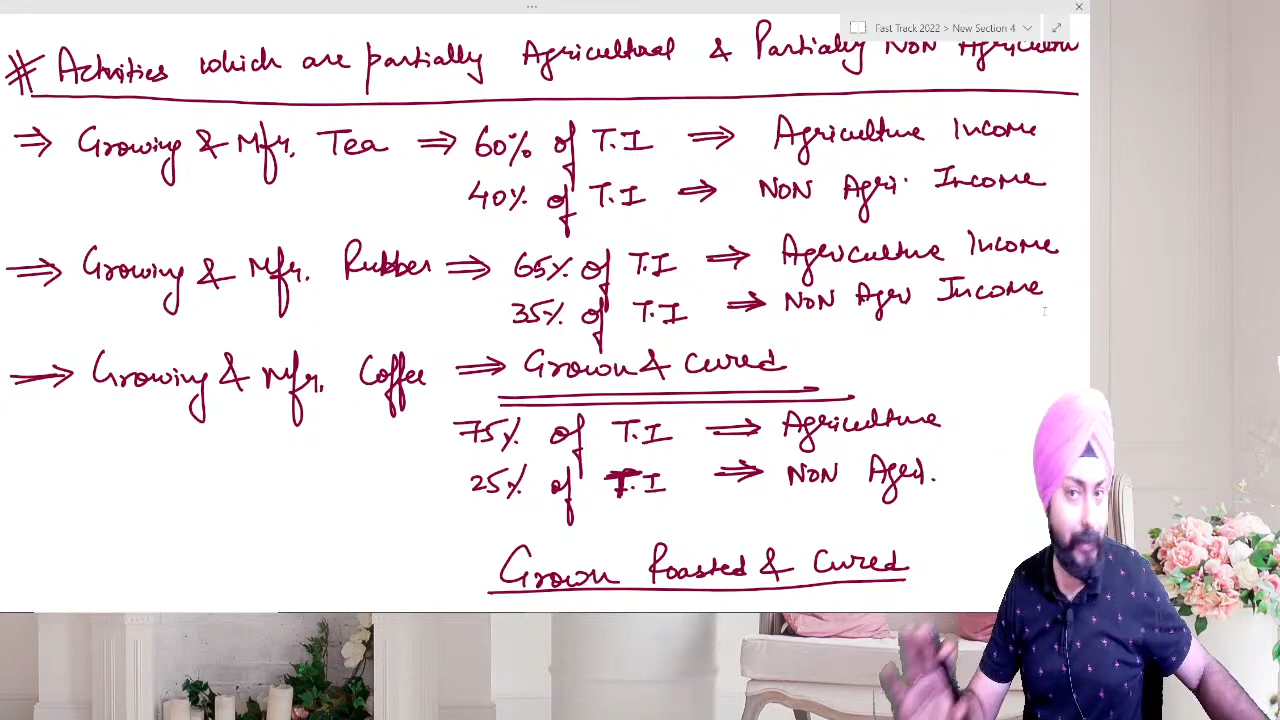 Fast Track 2022 > New Section 4
# Activities which are partially Agricultural & Partially Non Agricultur
⇒ Growing & Mfr. Tea ⇒ 60% of T.I ⇒ Agriculture Income
40% of T.I ⇒ NON Agri. Income
⇒ Growing & Mfr. Rubber ⇒ 65% of T.I ⇒ Agriculture Income
35% of T.I ⇒ NON Agri Income
⇒ Growing & Mfr. Coffee ⇒ Grown & Cured
75% of T.I ⇒ Agriculture
25% of T.I ⇒ NON Agri.
Grown Roasted & Cured